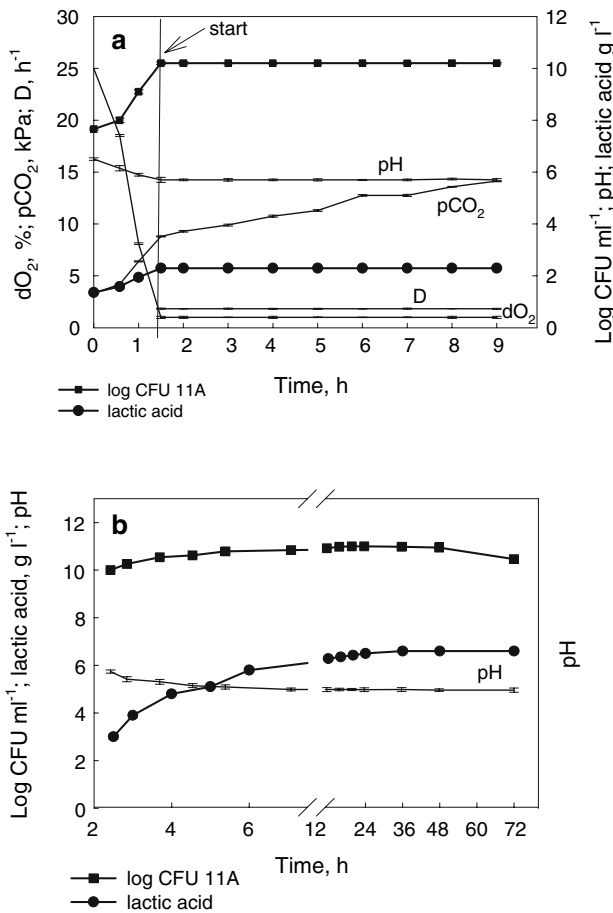 a
start
30
25
20
15
10
5
0
dO₂, %; pCO₂, kPa; D, h⁻¹
12
10
8
6
4
2
0
Log CFU ml⁻¹; pH; lactic acid g l⁻¹
pH
pCO₂
D
dO₂
0 1 2 3 4 5 6 7 8 9
Time, h
log CFU 11A
lactic acid
b
12
10
8
6
4
2
0
Log CFU ml⁻¹; lactic acid, g l⁻¹; pH
pH
pH
2 4 6 12 24 36 48 60 72
Time, h
log CFU 11A
lactic acid